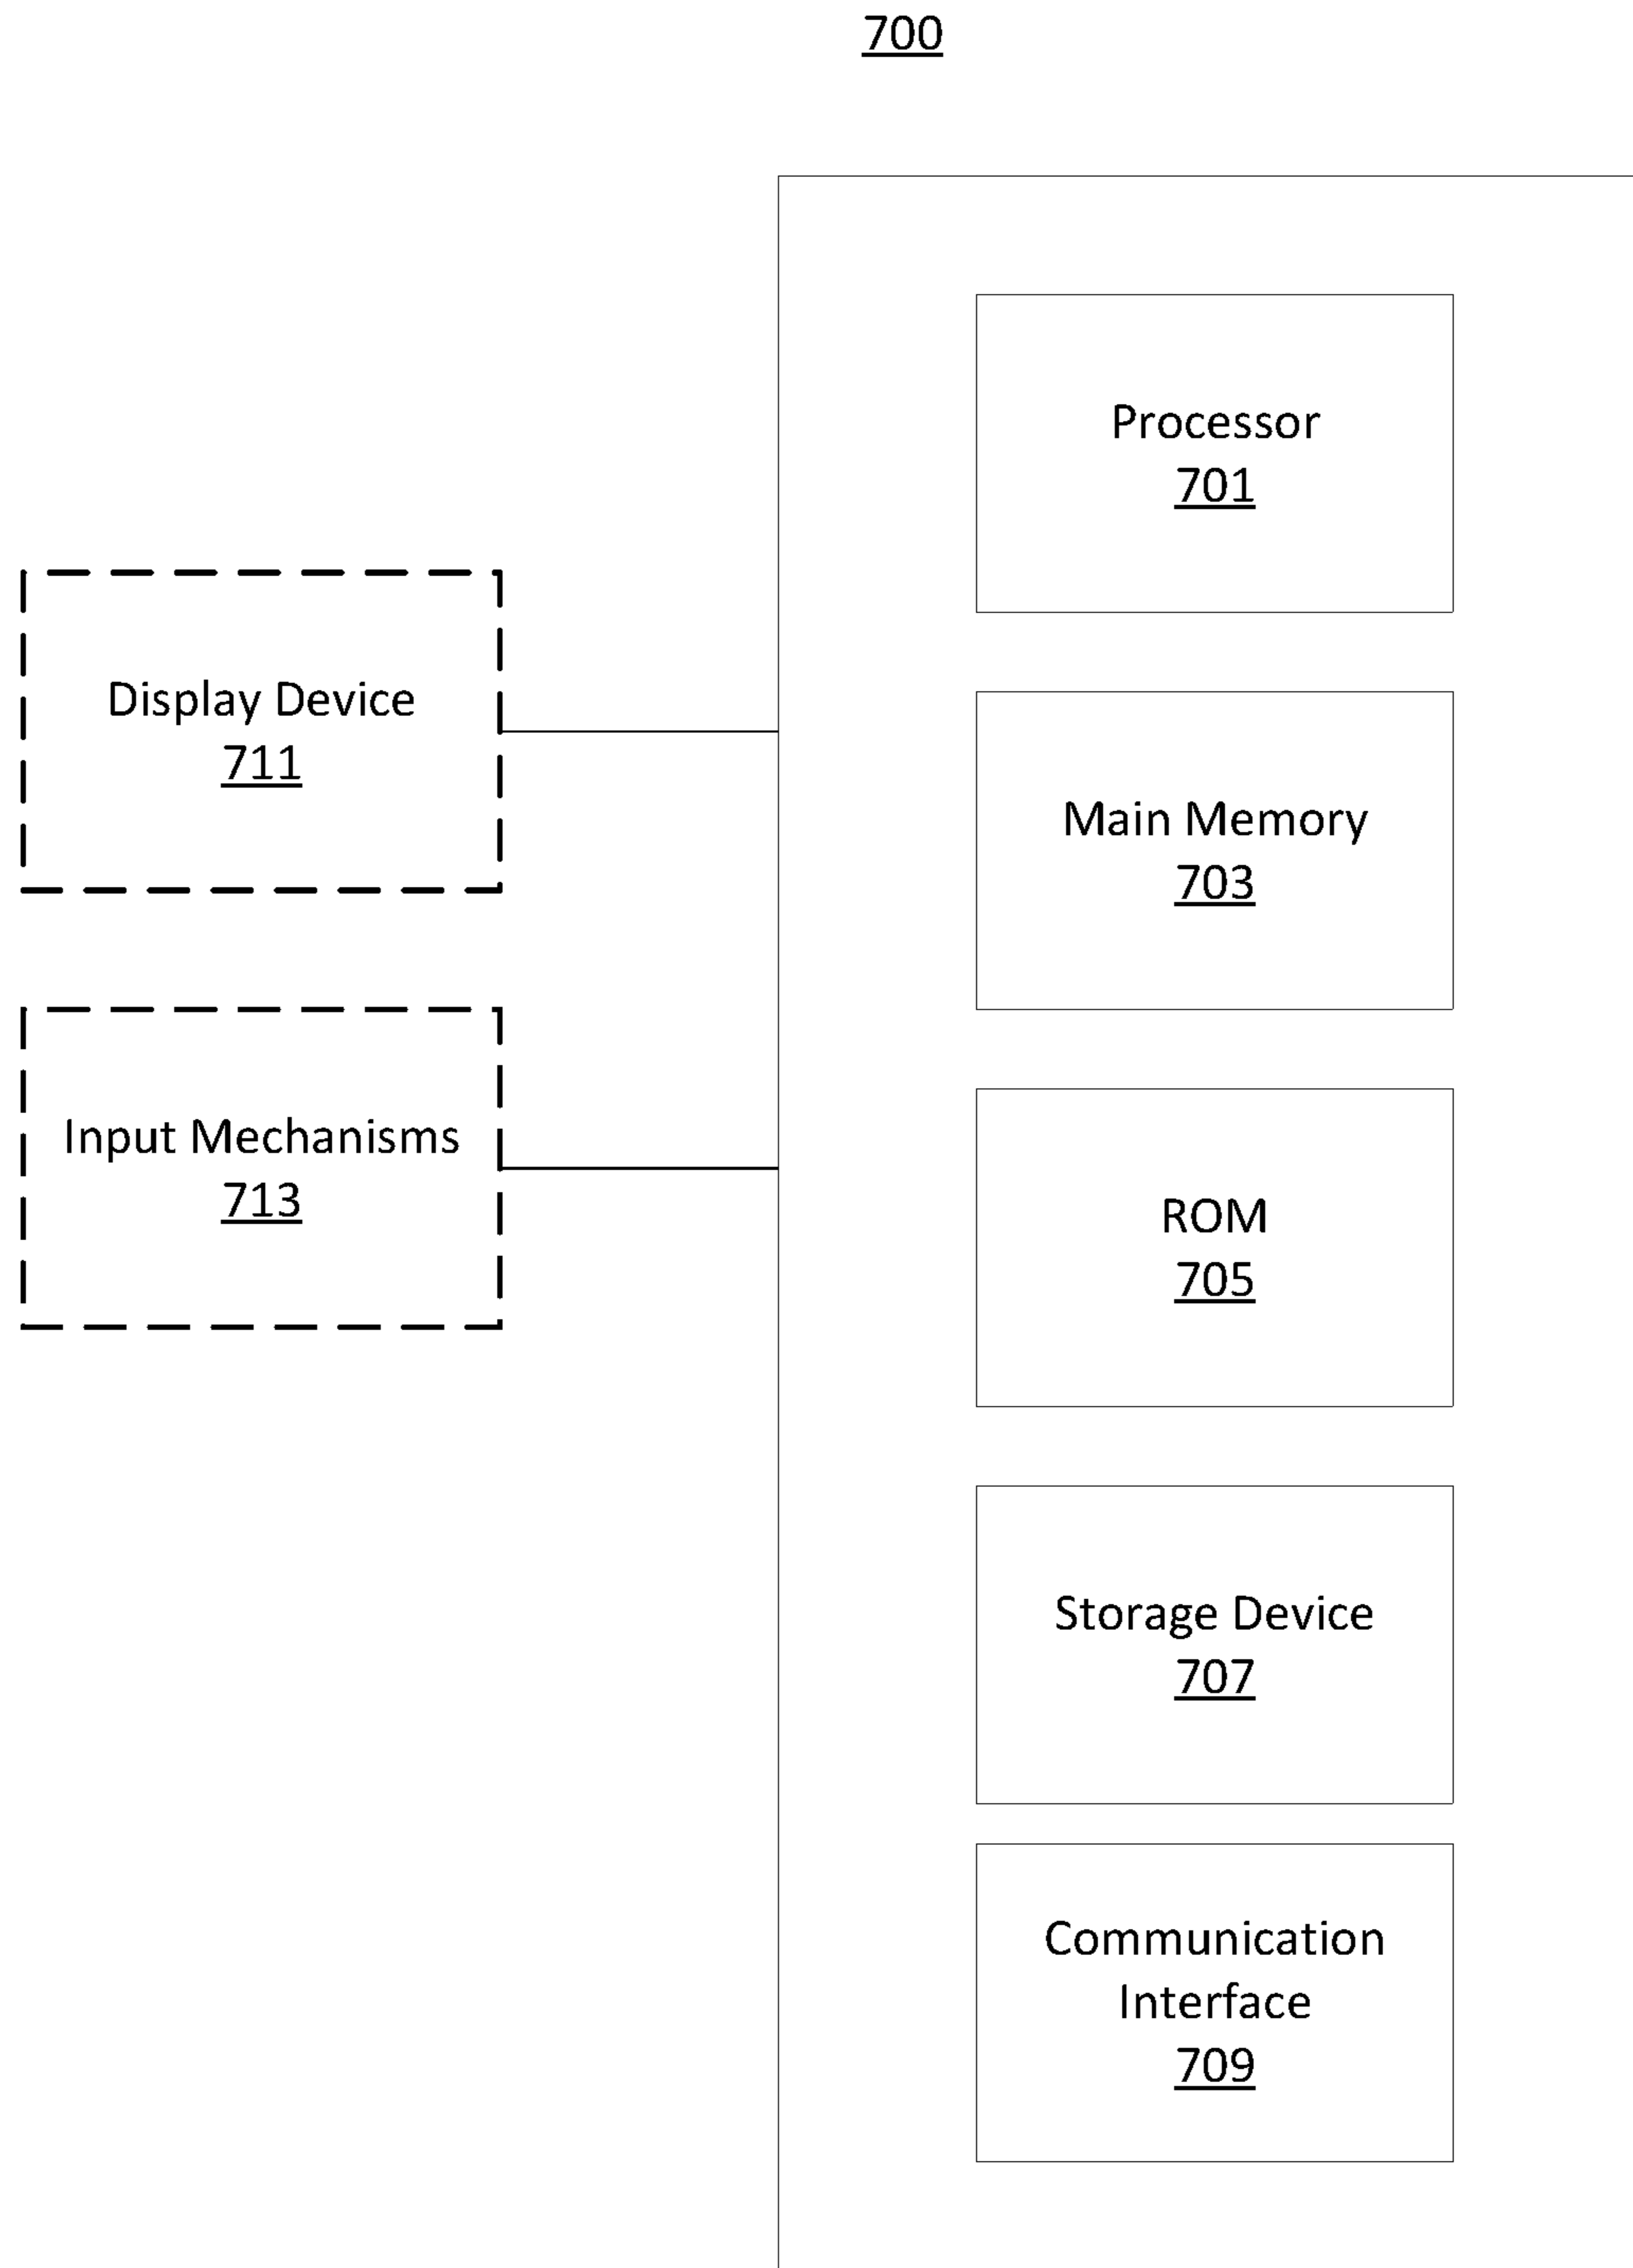 700
Processor
701
Display Device
711
Main Memory
703
Input Mechanisms
713
ROM
705
Storage Device
707
Communication
Interface
709